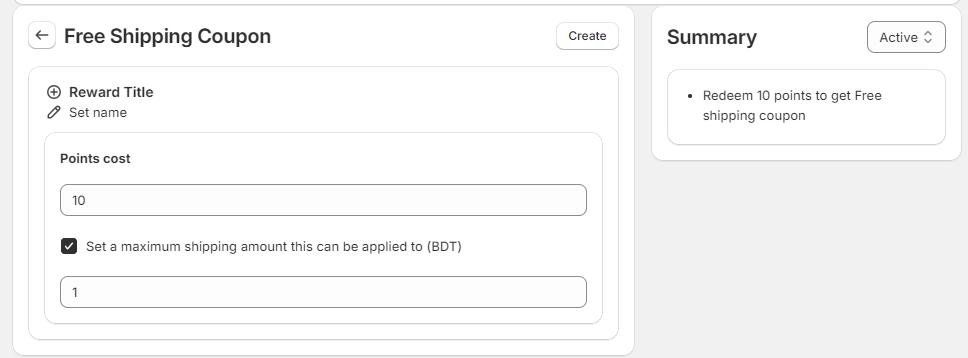 Free Shipping Coupon
Create
Reward Title
Set name
Points cost
10
Set a maximum shipping amount this can be applied to (BDT)
1
Summary
Active
Redeem 10 points to get Free
shipping coupon